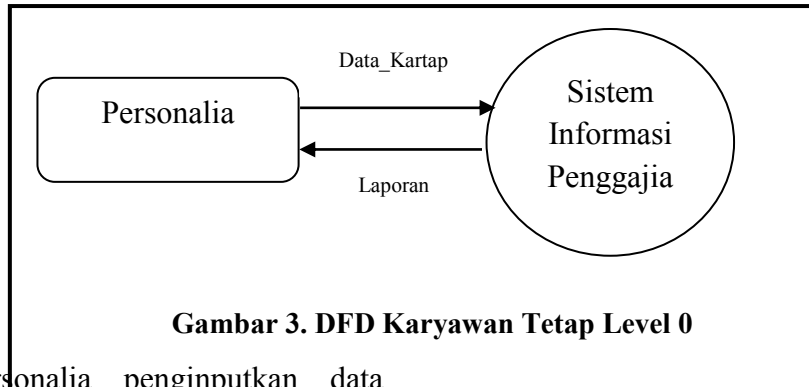 Data_Kartap
Personalia
Sistem
Informasi
Penggajia
Laporan
Gambar 3. DFD Karyawan Tetap Level 0
penginputkan data